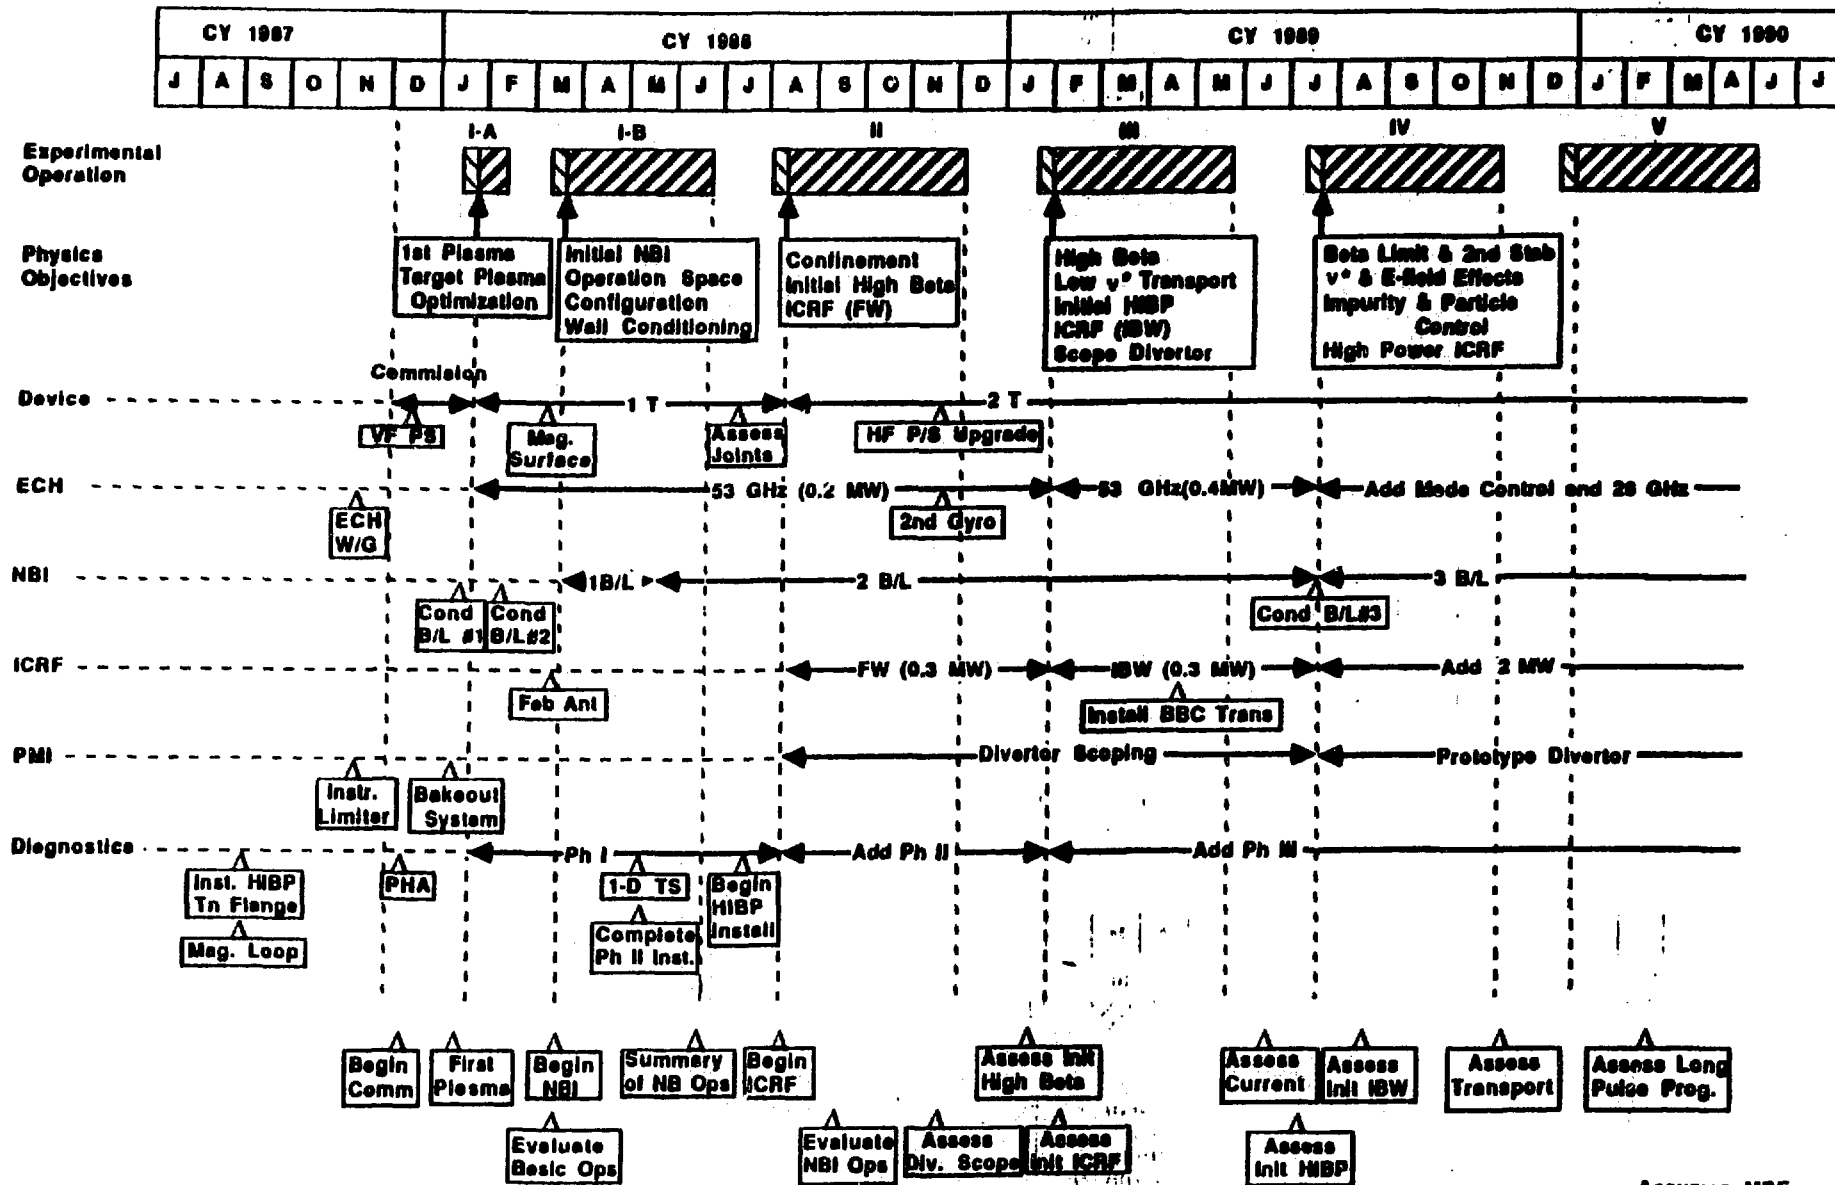 CY 1987 CY 1988 CY 1989 CY 1990
J A S O N D J F M A M J J A S O N D J F M A M J J A S O N D J F M A J J
I-A I-B II III IV V
Experimental
Operation
Physics
Objectives
1st Plasma
Target Plasma
Optimization
Initial NBI
Operation Space
Configuration
Wall Conditioning
Confinement
Initial High Beta
ICRF (FW)
High Beta
Low ν* Transport
Initial HIBP
ICRF (IBW)
Scope Divertor
Beta Limit & 2nd Stab
ν* & E-field Effects
Impurity & Particle
Control
High Power ICRF
Commision
Device 1 T 2 T
VF PS
Mag.
Surface
Assess
Joints
HF P/S Upgrade
ECH 53 GHz (0.2 MW) 53 GHz(0.4MW) Add Mode Control and 28 GHz
ECH
W/G
2nd Gyro
NBI 1B/L 2 B/L 3 B/L
Cond
B/L #1
Cond
B/L#2
Cond B/L#3
ICRF FW (0.3 MW) IBW (0.3 MW) Add 2 MW
Feb Ant
Install BBC Trans
PMI Divertor Scoping Prototype Divertor
Instr.
Limiter
Bakeout
System
Diagnostics Ph I Add Ph II Add Ph III
Inst. HIBP
Tn Flange
Mag. Loop
PHA
1-D TS
Complete
Ph II Inst.
Begin
HIBP
Install
Begin
Comm
First
Plasma
Begin
NBI
Summary
of NB Ops
Begin
ICRF
Assess Init
High Beta
Assess
Current
Assess
Init IBW
Assess
Transport
Assess Long
Pulse Prog.
Evaluate
Basic Ops
Evaluate
NBI Ops
Assess
Div. Scope
Assess
Init ICRF
Assess
Init HIBP